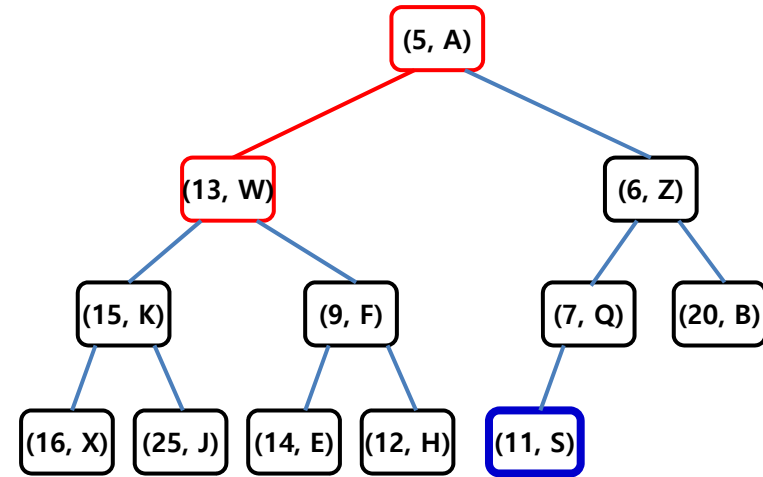 (5, A)
(13, W)
(6, Z)
(15, K)
(9, F)
(7, Q)
(20, B)
(16, X)
(25, J)
(14, E)
(12, H)
(11, S)